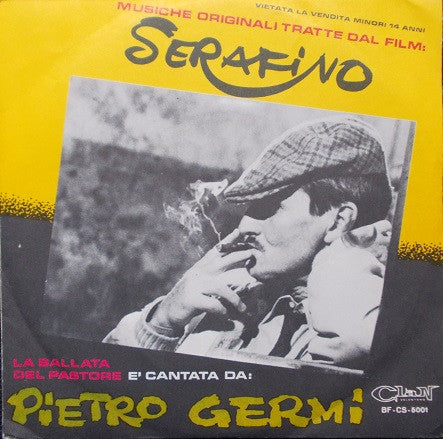 VIETATA LA VENDITA MINORI 14 ANNI
MUSICHE ORIGINALI TRATTE DAL FILM:
SERAFINO
LA BALLATA
DEL PASTORE E' CANTATA DA:
PIETRO GERMI
CLAN
CELENTANO
BF-CS-5001